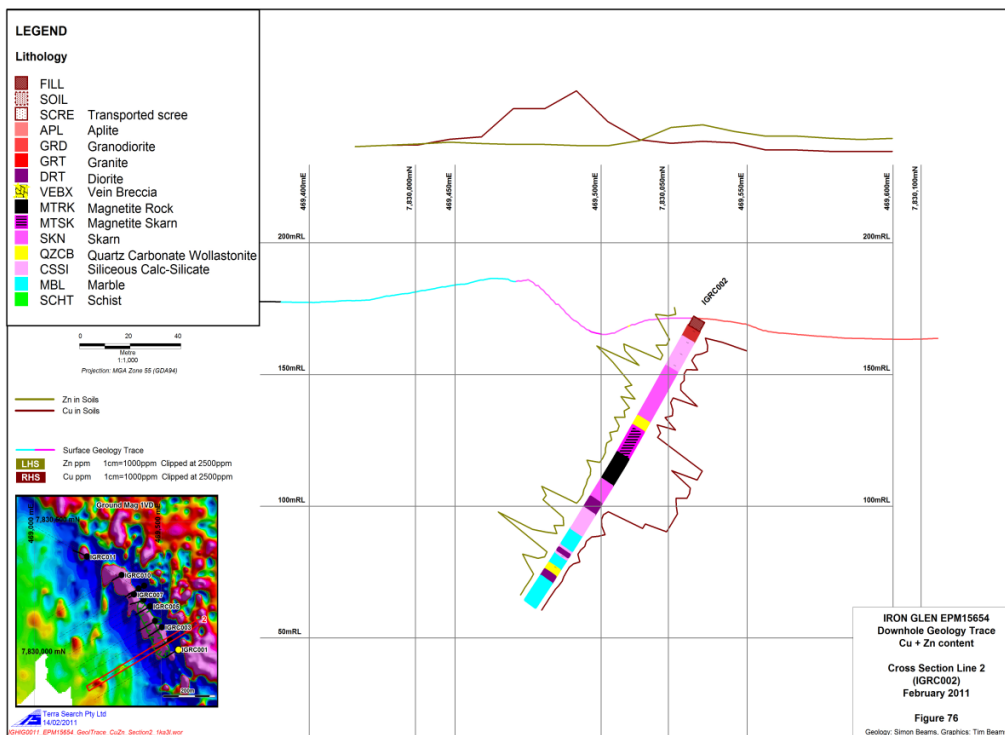 LEGEND
Lithology
FILL
SOIL
SCRE Transported scree
APL Aplite
GRD Granodiorite
GRT Granite
DRT Diorite
VEBX Vein Breccia
MTRK Magnetite Rock
MTSK Magnetite Skarn
SKN Skarn
QZCB Quartz Carbonate Wollastonite
CSSI Siliceous Calc-Silicate
MBL Marble
SCHT Schist
0 20 40
Metre
1:1,000
Projection: MGA Zone 55 (GDA94)
Zn in Soils
Cu in Soils
Surface Geology Trace
LHS Zn ppm 1cm=1000ppm Clipped at 2500ppm
RHS Cu ppm 1cm=1000ppm Clipped at 2500ppm
469,400mE
7,830,000mN
469,450mE
469,500mE
7,830,050mN
469,550mE
469,600mE
7,830,100mN
200mRL
150mRL
100mRL
50mRL
IGRC002
Ground Mag 1VD
7,830,000 mN
IGRC011
IGRC010
IGRC007
IGRC003
IGRC001
2
200m
Terra Search Pty Ltd
14/02/2011
IRON GLEN EPM15654
Downhole Geology Trace
Cu + Zn content
Cross Section Line 2
(IGRC002)
February 2011
Figure 76
Geology: Simon Beams, Graphics: Tim Beams